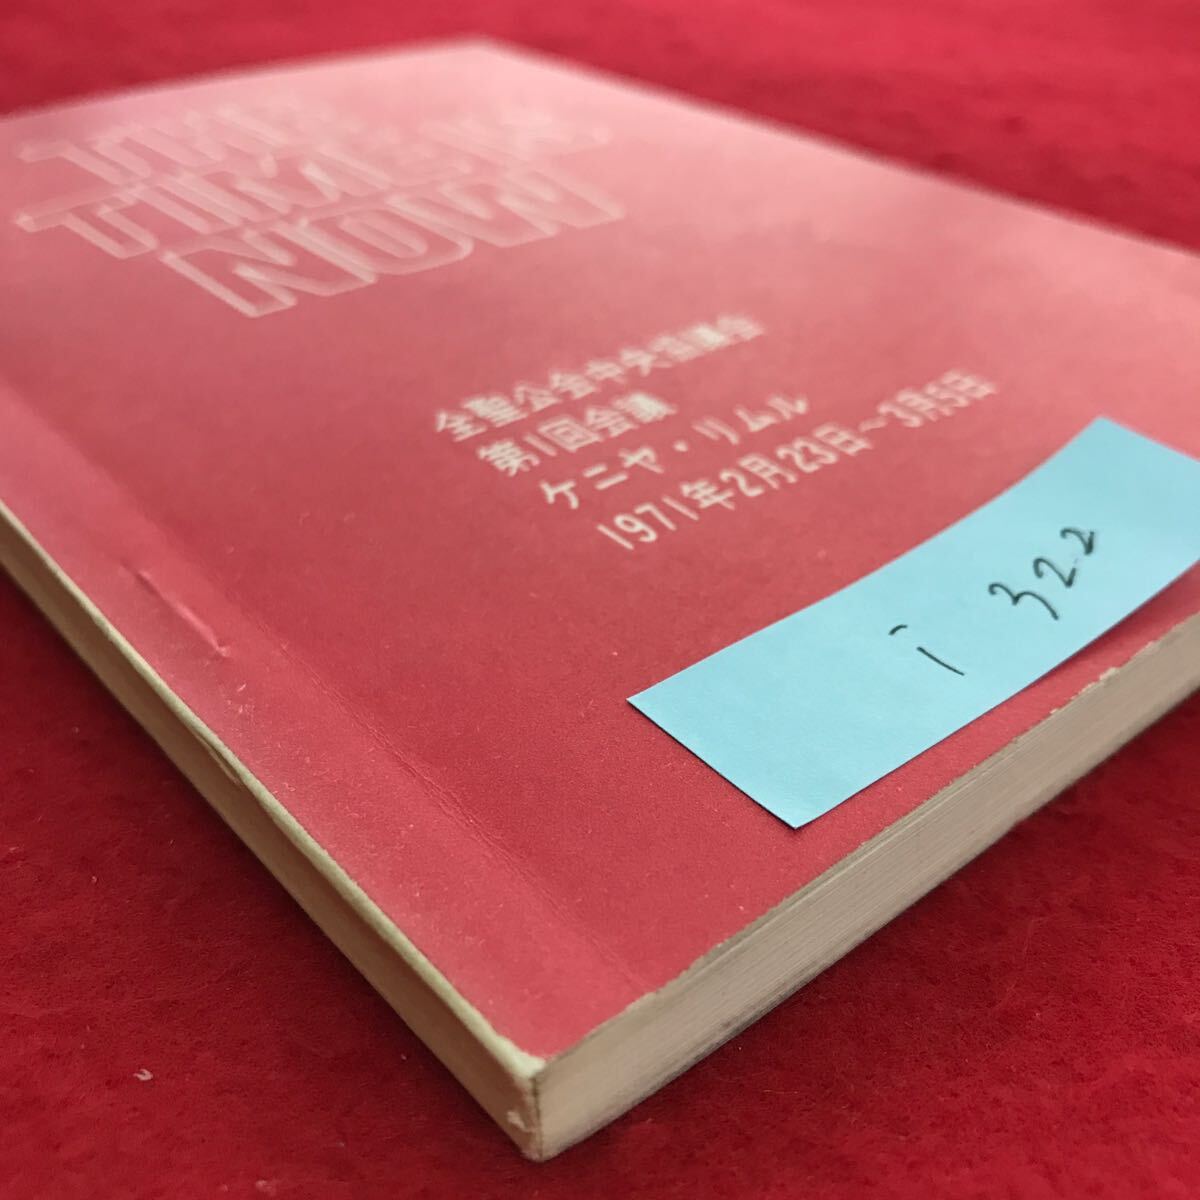 THE
TIME IS
NOW
全聖公会中央協議会
第1回会議
ケニヤ・リムル
1971年2月23日～3月5日
i 322